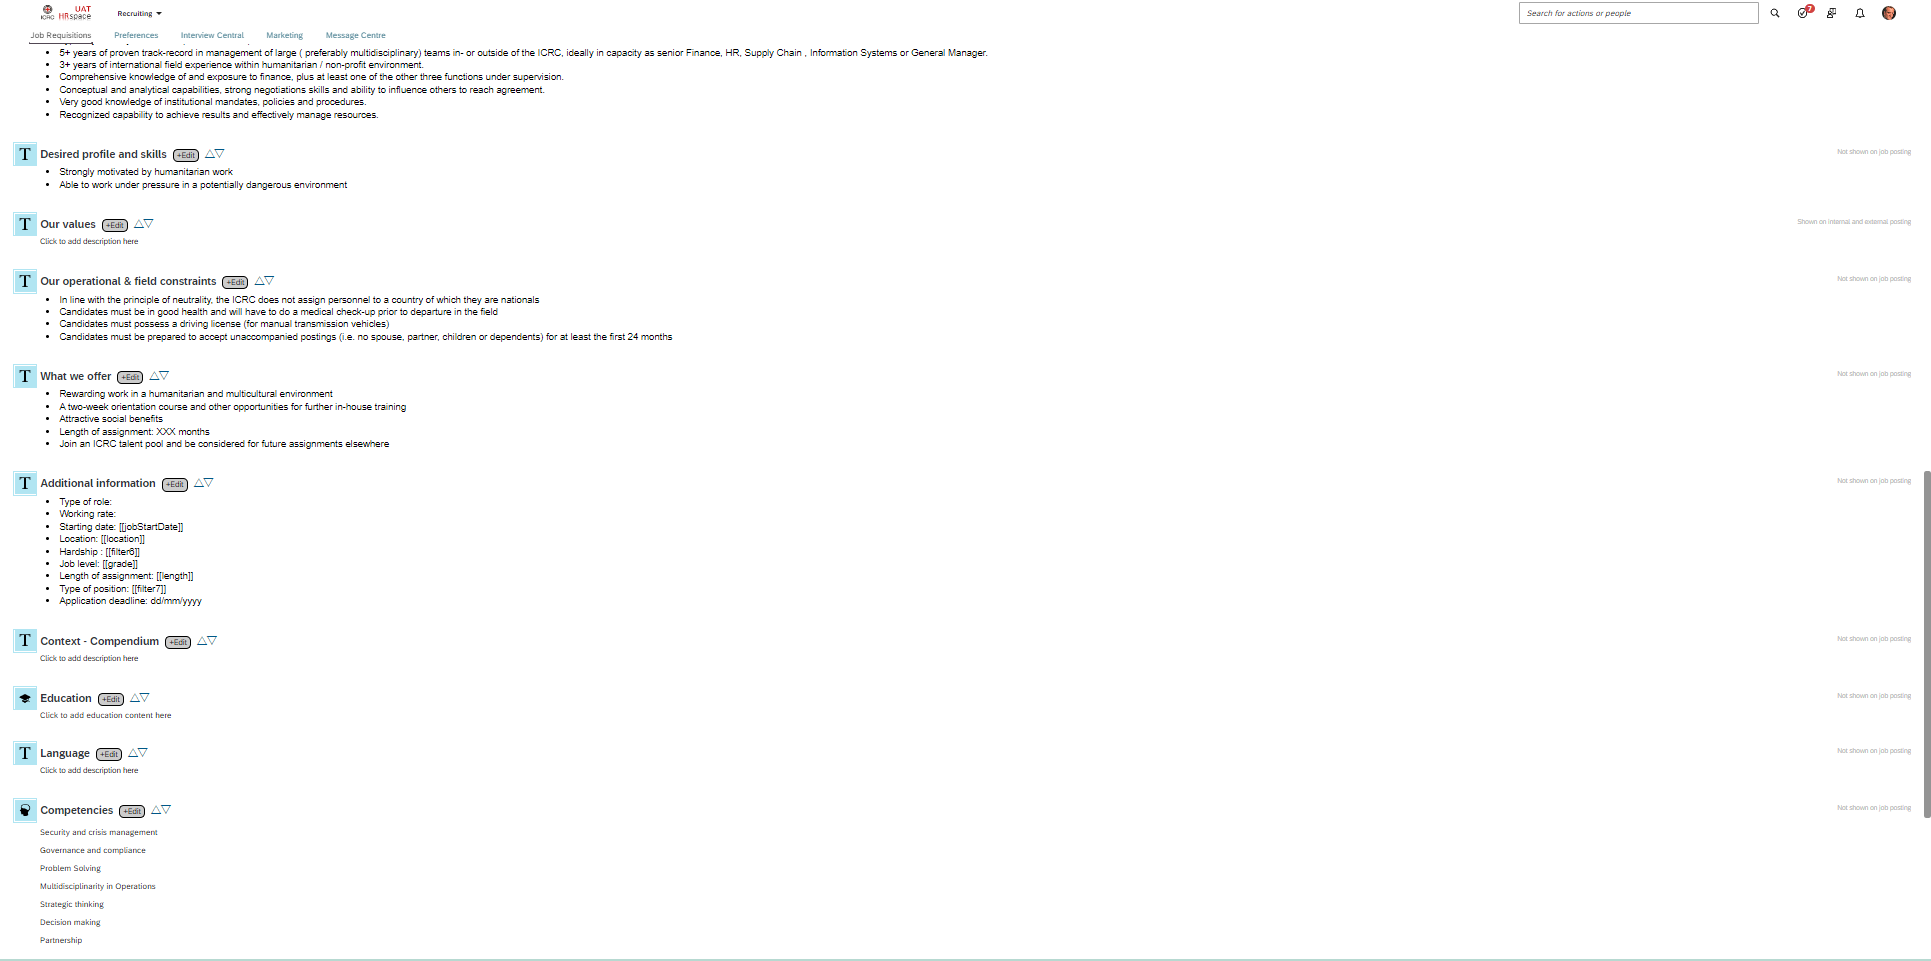 ICRC UAT HRspace Recruiting Search for actions or people 7
Job Requisitions Preferences Interview Central Marketing Message Centre
• 5+ years of proven track-record in management of large ( preferably multidisciplinary) teams in- or outside of the ICRC, ideally in capacity as senior Finance, HR, Supply Chain , Information Systems or General Manager.
• 3+ years of international field experience within humanitarian / non-profit environment.
• Comprehensive knowledge of and exposure to finance, plus at least one of the other three functions under supervision.
• Conceptual and analytical capabilities, strong negotiations skills and ability to influence others to reach agreement.
• Very good knowledge of institutional mandates, policies and procedures.
• Recognized capability to achieve results and effectively manage resources.
T Desired profile and skills +Edit Not shown on job posting
• Strongly motivated by humanitarian work
• Able to work under pressure in a potentially dangerous environment
T Our values +Edit Shown on internal and external posting
Click to add description here
T Our operational & field constraints +Edit Not shown on job posting
• In line with the principle of neutrality, the ICRC does not assign personnel to a country of which they are nationals
• Candidates must be in good health and will have to do a medical check-up prior to departure in the field
• Candidates must possess a driving license (for manual transmission vehicles)
• Candidates must be prepared to accept unaccompanied postings (i.e. no spouse, partner, children or dependents) for at least the first 24 months
T What we offer +Edit Not shown on job posting
• Rewarding work in a humanitarian and multicultural environment
• A two-week orientation course and other opportunities for further in-house training
• Attractive social benefits
• Length of assignment: XXX months
• Join an ICRC talent pool and be considered for future assignments elsewhere
T Additional information +Edit Not shown on job posting
• Type of role:
• Working rate:
• Starting date: [[jobStartDate]]
• Location: [[location]]
• Hardship : [[filter6]]
• Job level: [[grade]]
• Length of assignment: [[length]]
• Type of position: [[filter7]]
• Application deadline: dd/mm/yyyy
T Context - Compendium +Edit Not shown on job posting
Click to add description here
Education +Edit Not shown on job posting
Click to add education content here
T Language +Edit Not shown on job posting
Click to add description here
Competencies +Edit Not shown on job posting
Security and crisis management
Governance and compliance
Problem Solving
Multidisciplinarity in Operations
Strategic thinking
Decision making
Partnership